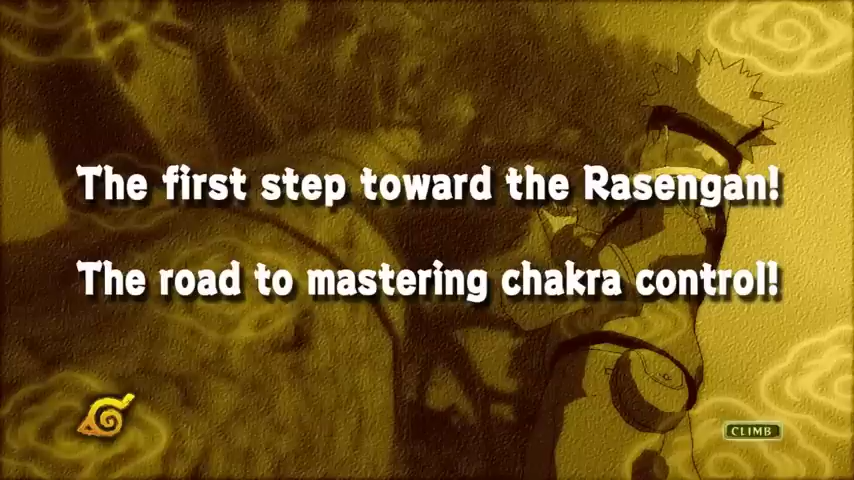 The first step toward the Rasengan!
The road to mastering chakra control!
CLIMB